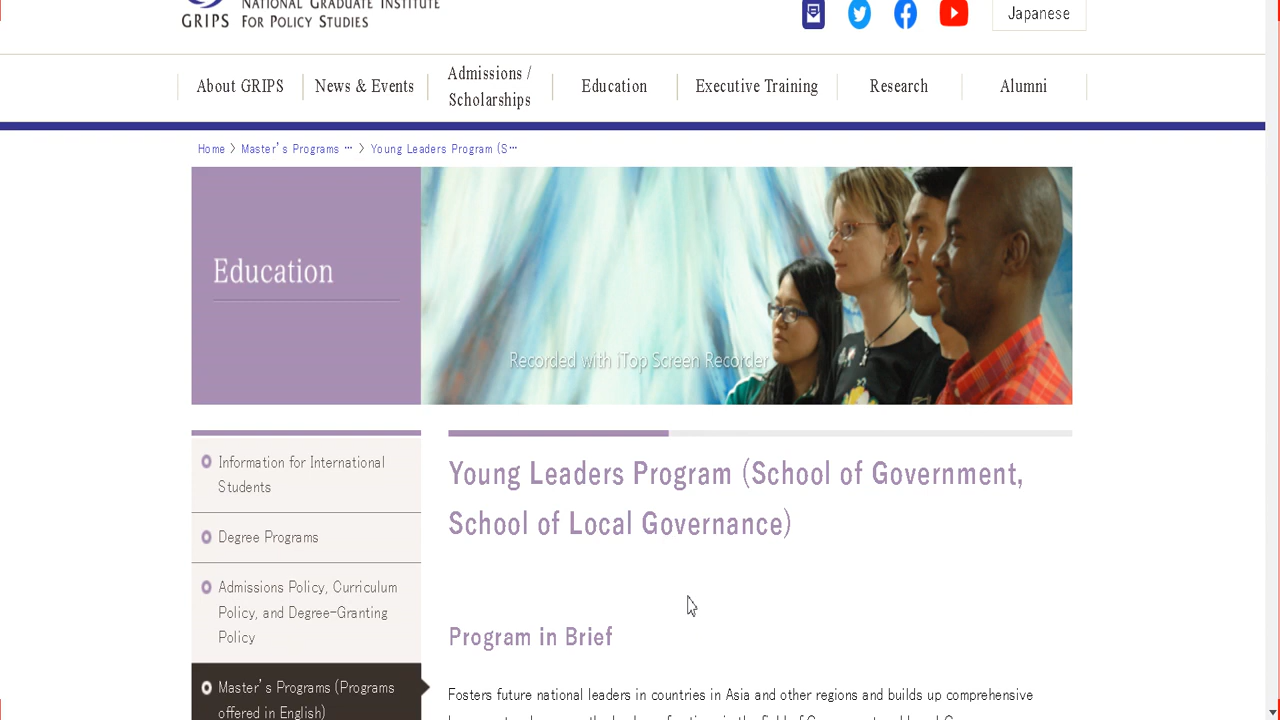 NATIONAL GRADUATE INSTITUTE
GRIPS FOR POLICY STUDIES
Japanese
About GRIPS
News & Events
Admissions /
Scholarships
Education
Executive Training
Research
Alumni
Home > Master's Programs … > Young Leaders Program (S…
Education
Recorded with iTop Screen Recorder
Information for International
Students
Degree Programs
Admissions Policy, Curriculum
Policy, and Degree-Granting
Policy
Master's Programs (Programs
offered in English)
Young Leaders Program (School of Government,
School of Local Governance)
Program in Brief
Fosters future national leaders in countries in Asia and other regions and builds up comprehensive